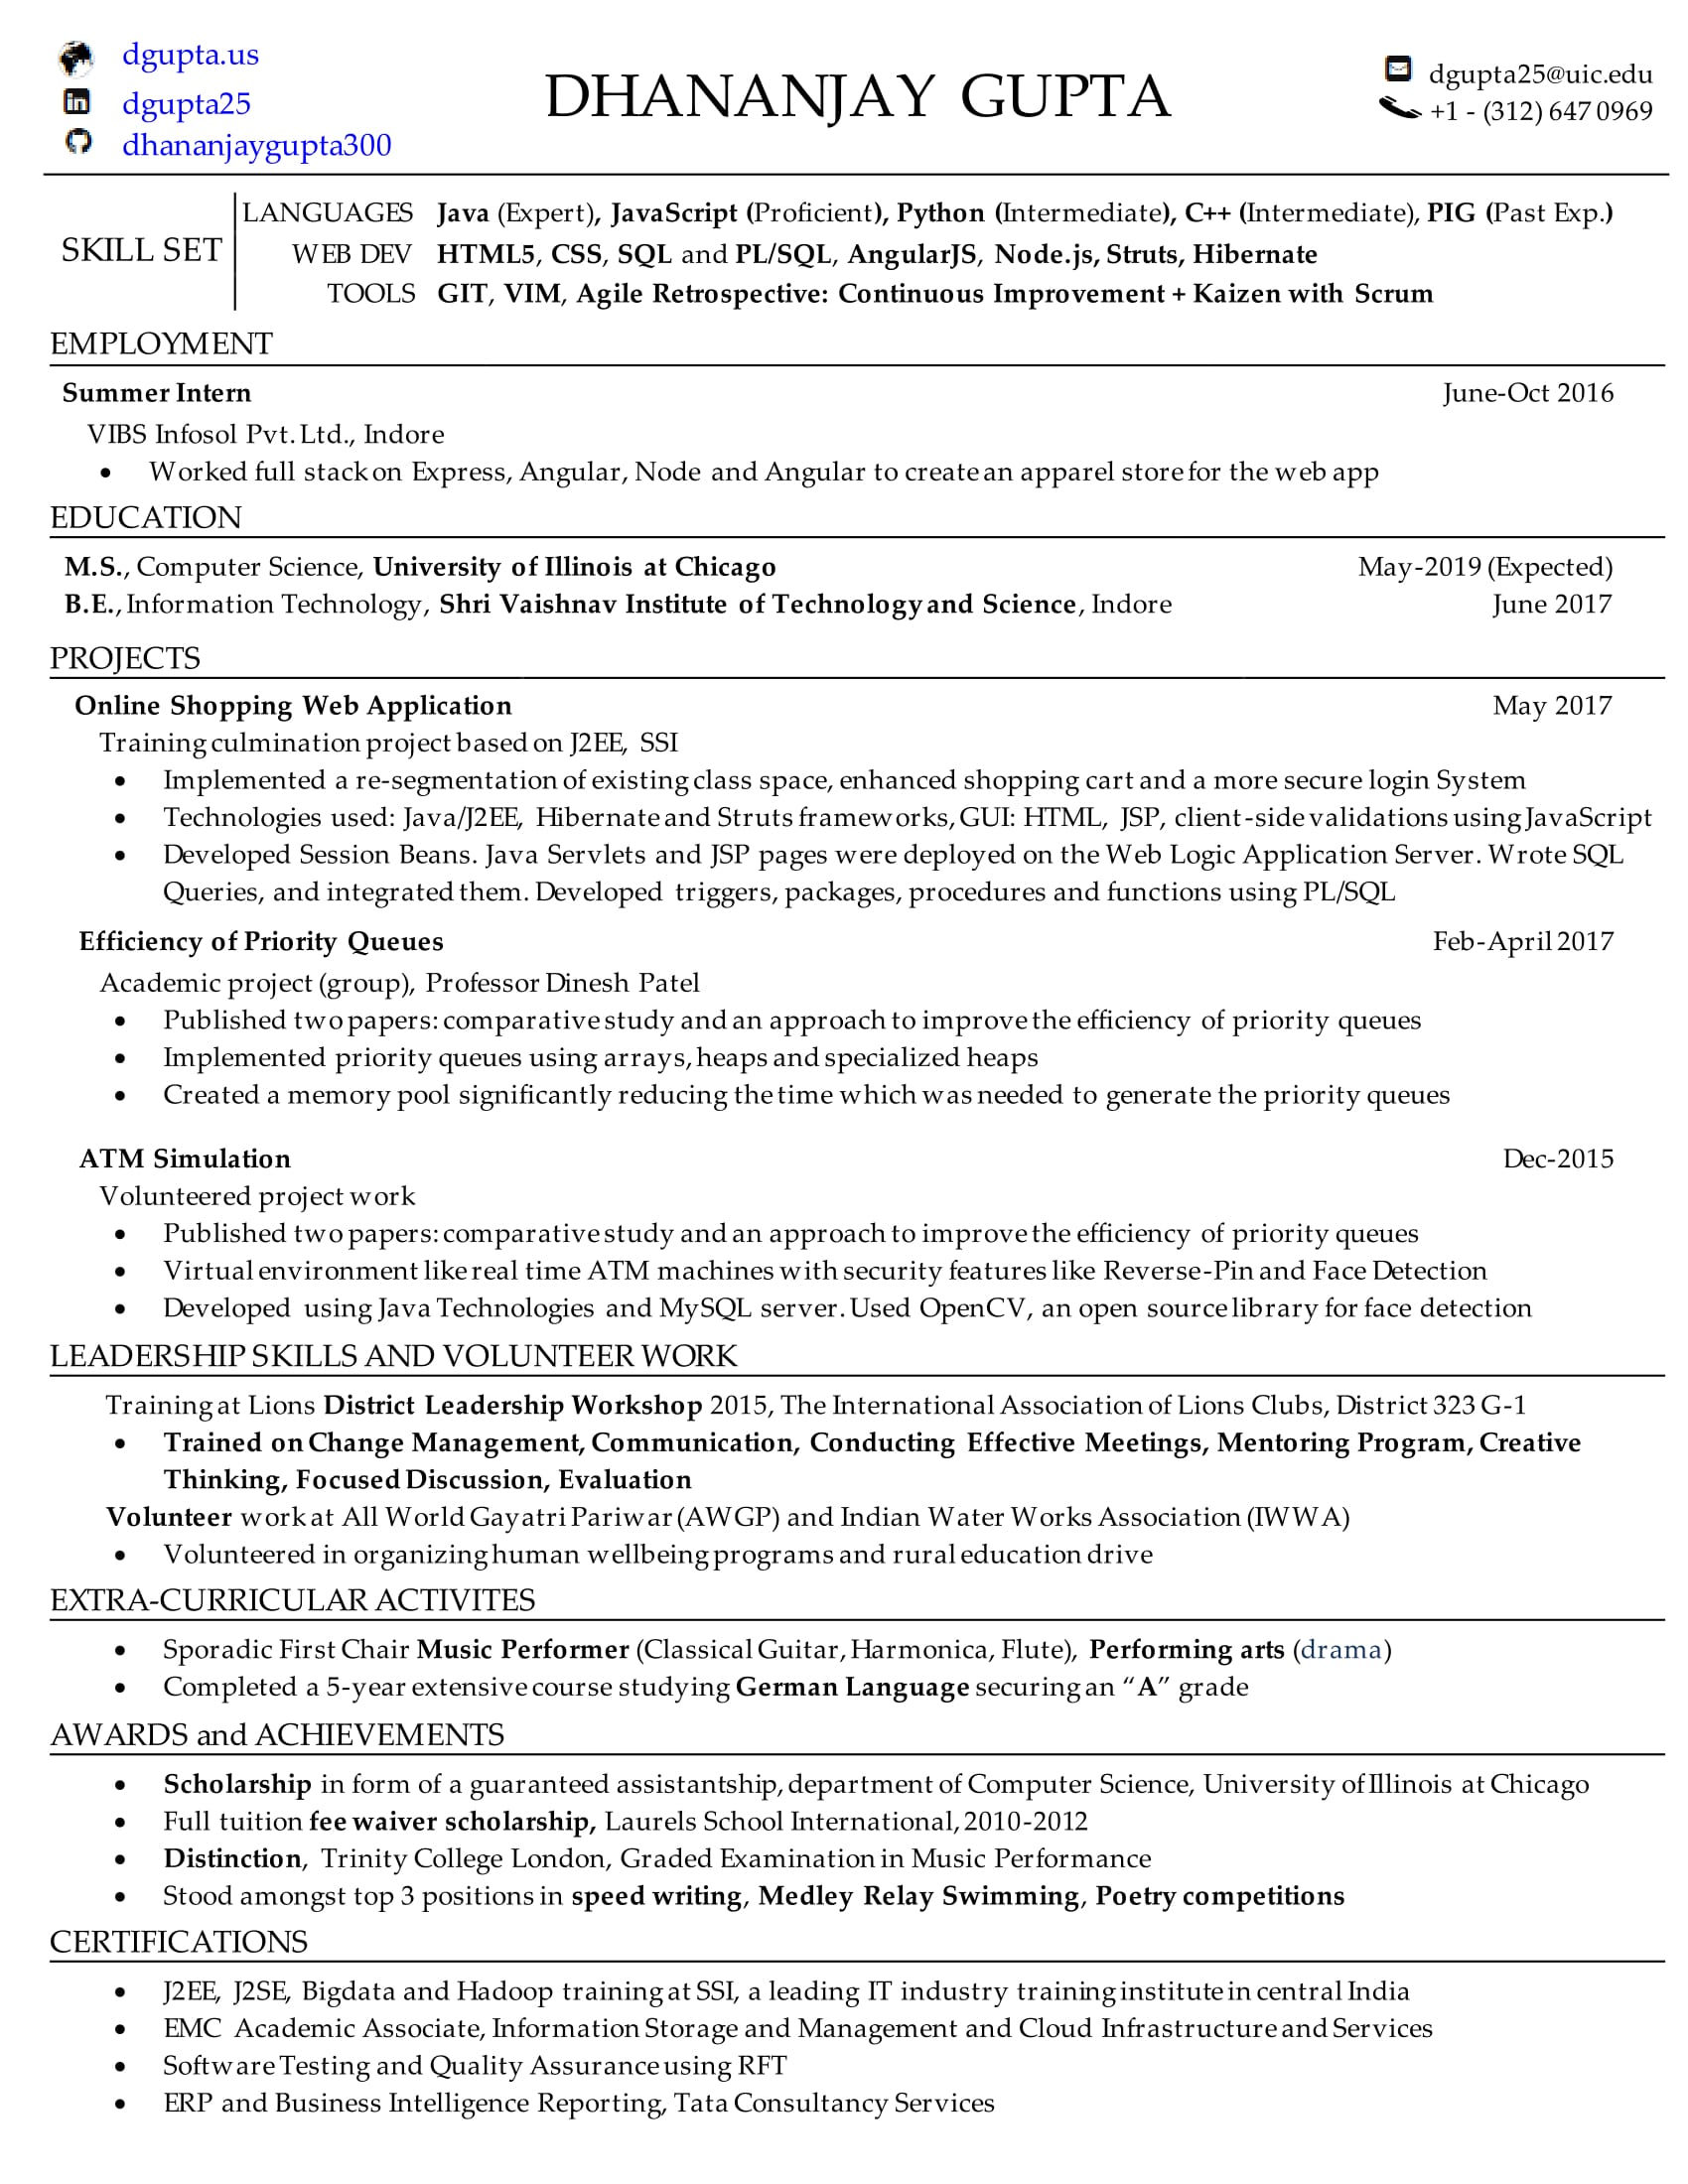 dgupta.us
dgupta25
dhananjaygupta300
DHANANJAY GUPTA
dgupta25@uic.edu
+1 - (312) 647 0969
SKILL SET
LANGUAGES Java (Expert), JavaScript (Proficient), Python (Intermediate), C++ (Intermediate), PIG (Past Exp.)
WEB DEV HTML5, CSS, SQL and PL/SQL, AngularJS, Node.js, Struts, Hibernate
TOOLS GIT, VIM, Agile Retrospective: Continuous Improvement + Kaizen with Scrum
EMPLOYMENT
Summer Intern June-Oct 2016
VIBS Infosol Pvt. Ltd., Indore
• Worked full stack on Express, Angular, Node and Angular to create an apparel store for the web app
EDUCATION
M.S., Computer Science, University of Illinois at Chicago May-2019 (Expected)
B.E., Information Technology, Shri Vaishnav Institute of Technology and Science, Indore June 2017
PROJECTS
Online Shopping Web Application May 2017
Training culmination project based on J2EE, SSI
• Implemented a re-segmentation of existing class space, enhanced shopping cart and a more secure login System
• Technologies used: Java/J2EE, Hibernate and Struts frameworks, GUI: HTML, JSP, client-side validations using JavaScript
• Developed Session Beans. Java Servlets and JSP pages were deployed on the Web Logic Application Server. Wrote SQL
Queries, and integrated them. Developed triggers, packages, procedures and functions using PL/SQL
Efficiency of Priority Queues Feb-April 2017
Academic project (group), Professor Dinesh Patel
• Published two papers: comparative study and an approach to improve the efficiency of priority queues
• Implemented priority queues using arrays, heaps and specialized heaps
• Created a memory pool significantly reducing the time which was needed to generate the priority queues
ATM Simulation Dec-2015
Volunteered project work
• Published two papers: comparative study and an approach to improve the efficiency of priority queues
• Virtual environment like real time ATM machines with security features like Reverse-Pin and Face Detection
• Developed using Java Technologies and MySQL server. Used OpenCV, an open source library for face detection
LEADERSHIP SKILLS AND VOLUNTEER WORK
Training at Lions District Leadership Workshop 2015, The International Association of Lions Clubs, District 323 G-1
• Trained on Change Management, Communication, Conducting Effective Meetings, Mentoring Program, Creative
Thinking, Focused Discussion, Evaluation
Volunteer work at All World Gayatri Pariwar (AWGP) and Indian Water Works Association (IWWA)
• Volunteered in organizing human wellbeing programs and rural education drive
EXTRA-CURRICULAR ACTIVITES
• Sporadic First Chair Music Performer (Classical Guitar, Harmonica, Flute), Performing arts (drama)
• Completed a 5-year extensive course studying German Language securing an “A” grade
AWARDS and ACHIEVEMENTS
• Scholarship in form of a guaranteed assistantship, department of Computer Science, University of Illinois at Chicago
• Full tuition fee waiver scholarship, Laurels School International, 2010-2012
• Distinction, Trinity College London, Graded Examination in Music Performance
• Stood amongst top 3 positions in speed writing, Medley Relay Swimming, Poetry competitions
CERTIFICATIONS
• J2EE, J2SE, Bigdata and Hadoop training at SSI, a leading IT industry training institute in central India
• EMC Academic Associate, Information Storage and Management and Cloud Infrastructure and Services
• Software Testing and Quality Assurance using RFT
• ERP and Business Intelligence Reporting, Tata Consultancy Services